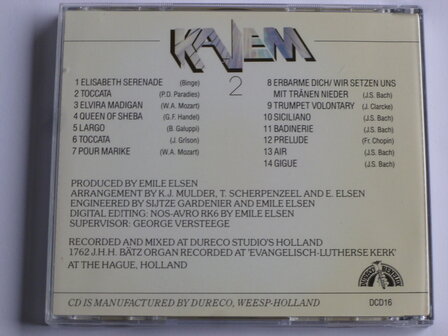 KAJEM
2
1 ELISABETH SERENADE (Binge)
2 TOCCATA (P.D. Paradies)
3 ELVIRA MADIGAN (W.A. Mozart)
4 QUEEN OF SHEBA (G.F. Handel)
5 LARGO (B. Galuppi)
6 TOCCATA (J. Grison)
7 POUR MARIKE (W.A. Mozart)
8 ERBARME DICH/ WIR SETZEN UNS
MIT TRÄNEN NIEDER (J.S. Bach)
9 TRUMPET VOLONTARY (J. Clarcke)
10 SICILIANO (J.S. Bach)
11 BADINERIE (J.S. Bach)
12 PRELUDE (Fr. Chopin)
13 AIR (J.S. Bach)
14 GIGUE (J.S. Bach)
PRODUCED BY EMILE ELSEN
ARRANGEMENT BY K.J. MULDER, T. SCHERPENZEEL AND E. ELSEN
ENGINEERED BY SIJTZE GARDENIER AND EMILE ELSEN
DIGITAL EDITING: NOS-AVRO RK6 BY EMILE ELSEN
SUPERVISOR: GEORGE VERSTEEGE
RECORDED AND MIXED AT DURECO STUDIO'S HOLLAND
1762 J.H.H. BÄTZ ORGAN RECORDED AT 'EVANGELISCH-LUTHERSE KERK'
AT THE HAGUE, HOLLAND
CD IS MANUFACTURED BY DURECO, WEESP-HOLLAND
DCD16